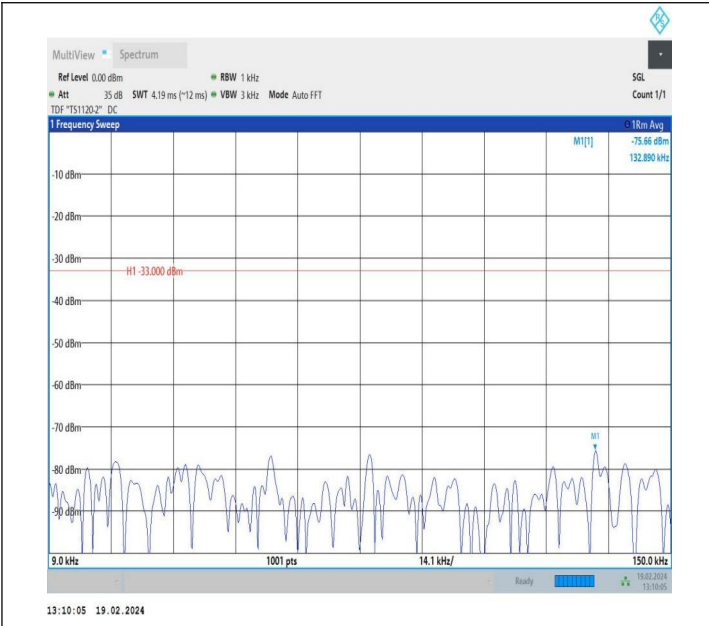 R&S
MultiView Spectrum
Ref Level 0.00 dBm RBW 1 kHz SGL
Att 35 dB SWT 4.19 ms (~12 ms) VBW 3 kHz Mode Auto FFT Count 1/1
TDF "TS1120-2" DC
1 Frequency Sweep 1Rm Avg
M1[1] -75.66 dBm
132.890 kHz
-10 dBm
-20 dBm
-30 dBm
H1 -33.000 dBm
-40 dBm
-50 dBm
-60 dBm
-70 dBm
M1
-80 dBm
-90 dBm
9.0 kHz 1001 pts 14.1 kHz/ 150.0 kHz
Ready 19.02.2024
13:10:05
13:10:05 19.02.2024